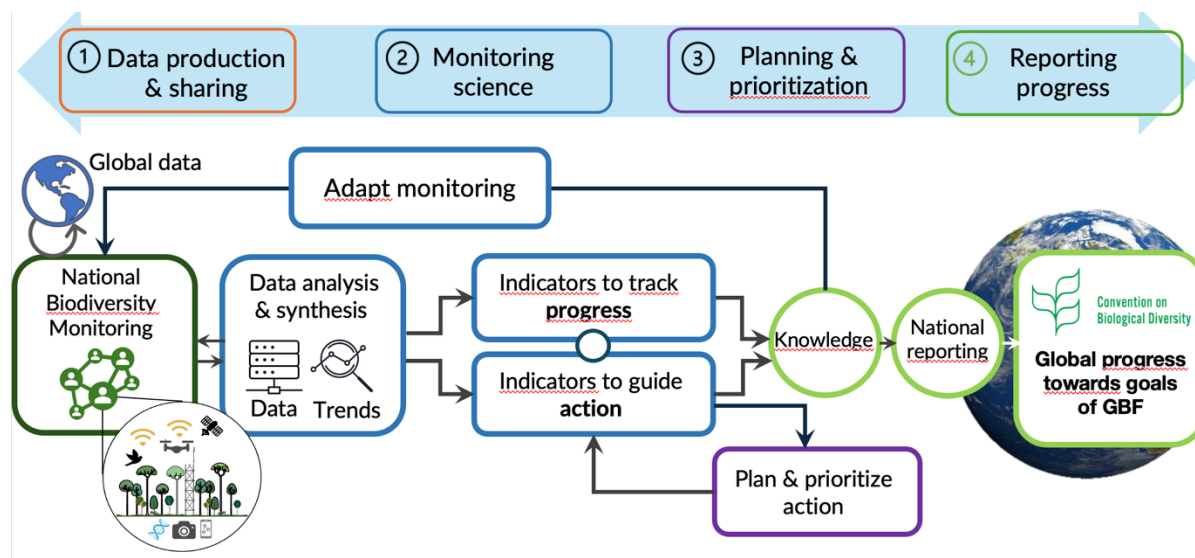 1 Data production
& sharing
2 Monitoring
science
3 Planning &
prioritization
4 Reporting
progress
Global data
Adapt monitoring
National
Biodiversity
Monitoring
Data analysis
& synthesis
Data
Trends
Indicators to track
progress
Indicators to guide
action
Knowledge
National
reporting
Convention on
Biological Diversity
Global progress
towards goals
of GBF
Plan & prioritize
action